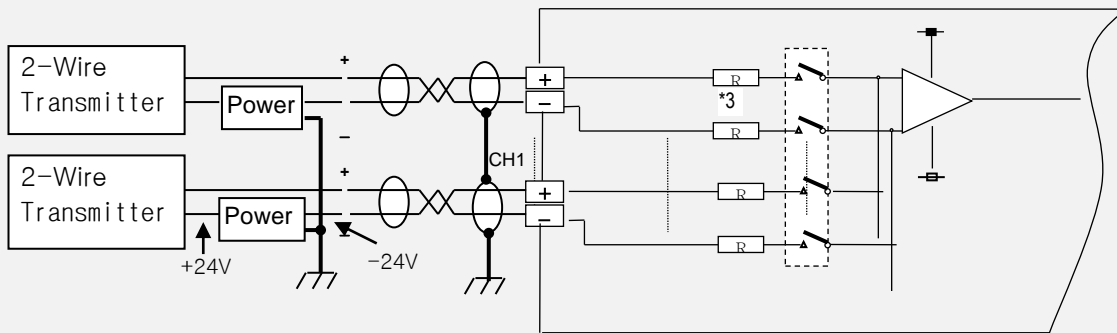 2-Wire
Transmitter
Power
+
−
+
−
R
*3
R
CH1
2-Wire
Transmitter
Power
+
−
+
−
R
R
+24V
−24V